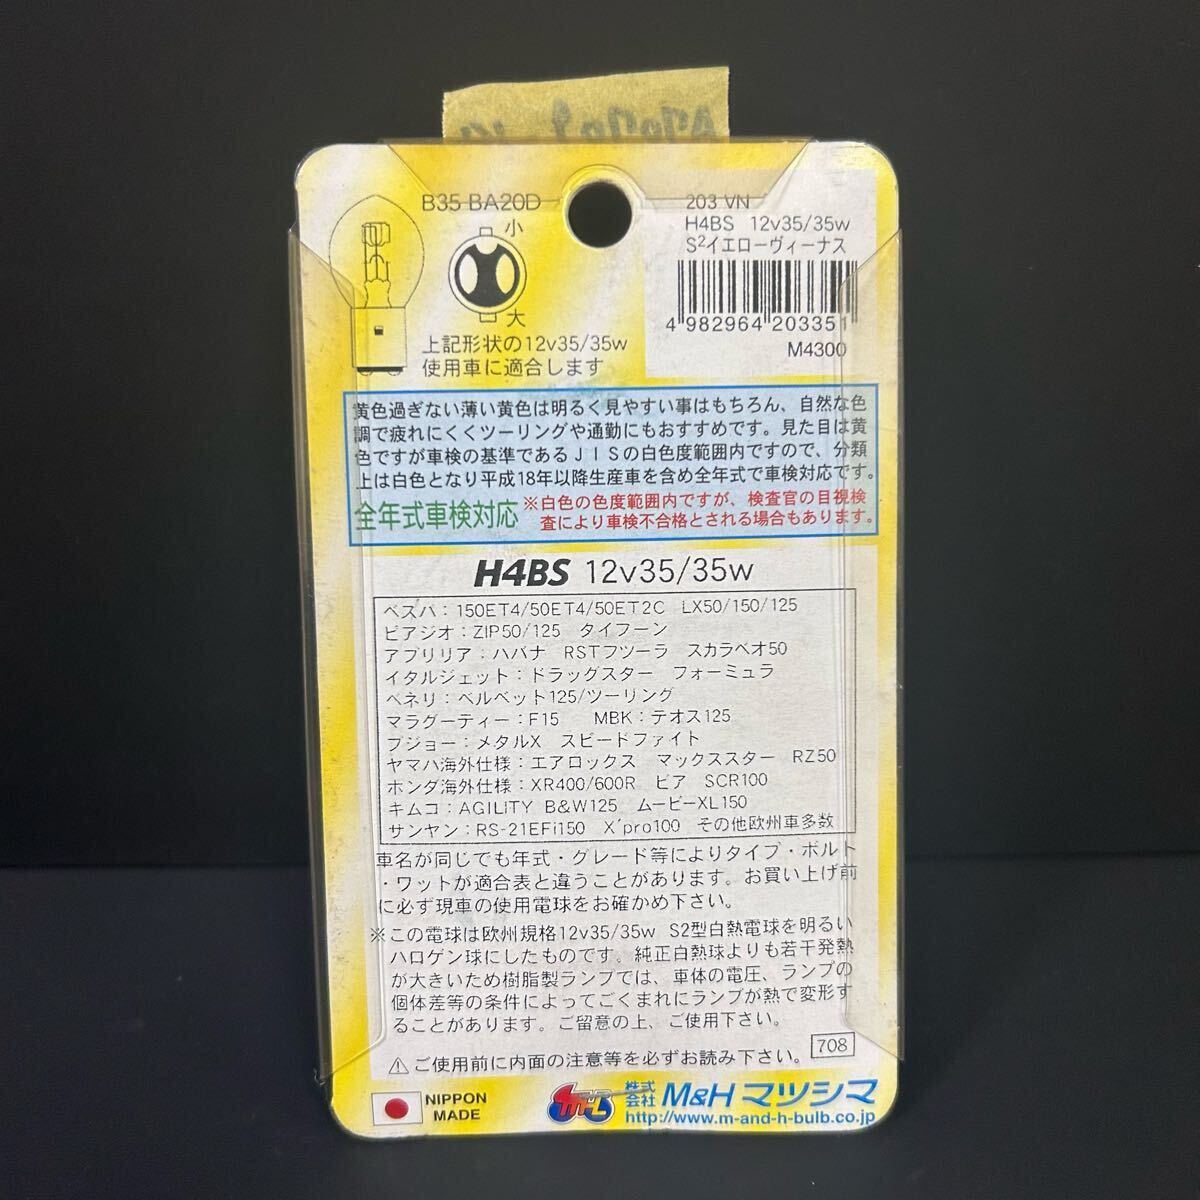 B35 BA20D
小
大
上記形状の12v35/35w
使用車に適合します
203 VN
H4BS 12v35/35w
S²イエローヴィーナス
4 982964 203351
M4300
黄色過ぎない薄い黄色は明るく見やすい事はもちろん、自然な色
調で疲れにくくツーリングや通勤にもおすすめです。見た目は黄
色ですが車検の基準であるJISの白色度範囲内ですので、分類
上は白色となり平成18年以降生産車を含め全年式で車検対応です。
全年式車検対応
※白色の色度範囲内ですが、検査官の目視検
査により車検不合格とされる場合もあります。
H4BS 12v35/35w
ベスパ：150ET4/50ET4/50ET2C LX50/150/125
ピアジオ：ZIP50/125 タイフーン
アプリリア：ハバナ RSTフツーラ スカラベオ50
イタルジェット：ドラッグスター フォーミュラ
ベネリ：ベルベット125/ツーリング
マラグーティー：F15 MBK：テオス125
プジョー：メタルX スピードファイト
ヤマハ海外仕様：エアロックス マックススター RZ50
ホンダ海外仕様：XR400/600R ピア SCR100
キムコ：AGILITY B&W125 ムービーXL150
サンヤン：RS-21EFi150 X'pro100 その他欧州車多数
車名が同じでも年式・グレード等によりタイプ・ボルト
・ワットが適合表と違うことがあります。お買い上げ前
に必ず現車の使用電球をお確かめ下さい。
※この電球は欧州規格12v35/35w S2型白熱電球を明るい
ハロゲン球にしたものです。純正白熱球よりも若干発熱
が大きいため樹脂製ランプでは、車体の電圧、ランプの
個体差等の条件によってごくまれにランプが熱で変形す
ることがあります。ご留意の上、ご使用下さい。
⚠ご使用前に内面の注意等を必ずお読み下さい。
708
NIPPON
MADE
株式
会社 M&H マツシマ
http://www.m-and-h-bulb.co.jp